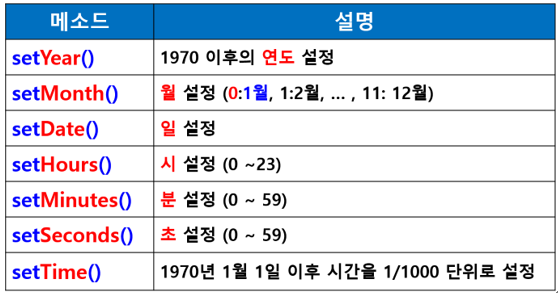 메소드 설명
setYear() 1970 이후의 연도 설정
setMonth() 월 설정 (0:1월, 1:2월, ... , 11: 12월)
setDate() 일 설정
setHours() 시 설정 (0 ~23)
setMinutes() 분 설정 (0 ~ 59)
setSeconds() 초 설정 (0 ~ 59)
setTime() 1970년 1월 1일 이후 시간을 1/1000 단위로 설정